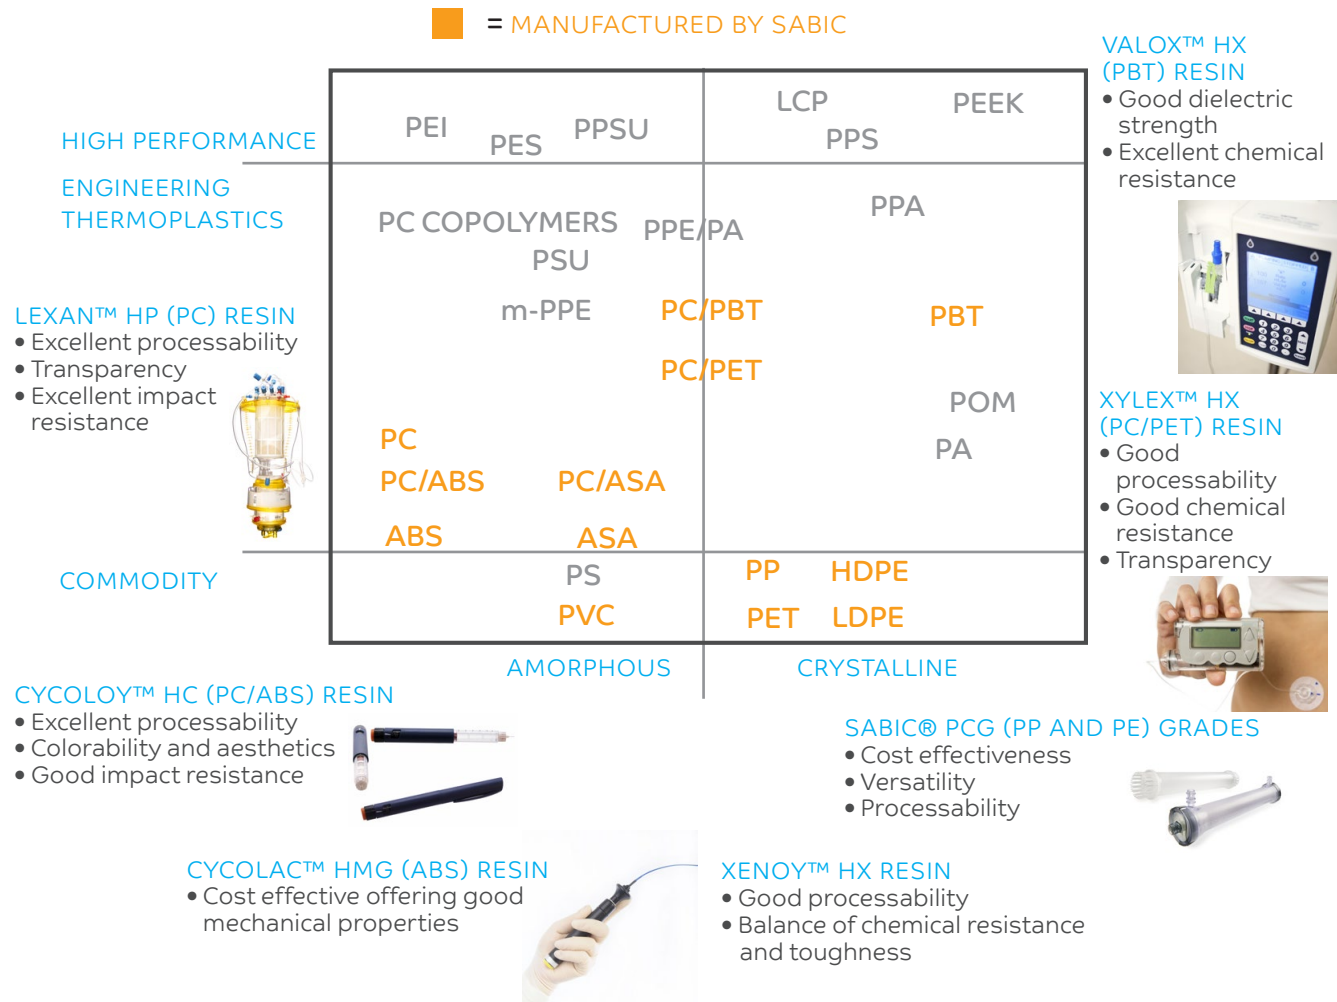 = MANUFACTURED BY SABIC
HIGH PERFORMANCE
PEI
PES
PPSU
LCP
PPS
PEEK
ENGINEERING
THERMOPLASTICS
PC COPOLYMERS
PPE/PA
PPA
PSU
m-PPE
PC/PBT
PBT
PC/PET
POM
PA
PC
PC/ABS
PC/ASA
ABS
ASA
COMMODITY
PS
PVC
PP
HDPE
PET
LDPE
AMORPHOUS
CRYSTALLINE
LEXAN™ HP (PC) RESIN
• Excellent processability
• Transparency
• Excellent impact
resistance
VALOX™ HX
(PBT) RESIN
• Good dielectric
strength
• Excellent chemical
resistance
XYLEX™ HX
(PC/PET) RESIN
• Good
processability
• Good chemical
resistance
• Transparency
CYCOLOY™ HC (PC/ABS) RESIN
• Excellent processability
• Colorability and aesthetics
• Good impact resistance
SABIC® PCG (PP AND PE) GRADES
• Cost effectiveness
• Versatility
• Processability
CYCOLAC™ HMG (ABS) RESIN
• Cost effective offering good
mechanical properties
XENOY™ HX RESIN
• Good processability
• Balance of chemical resistance
and toughness